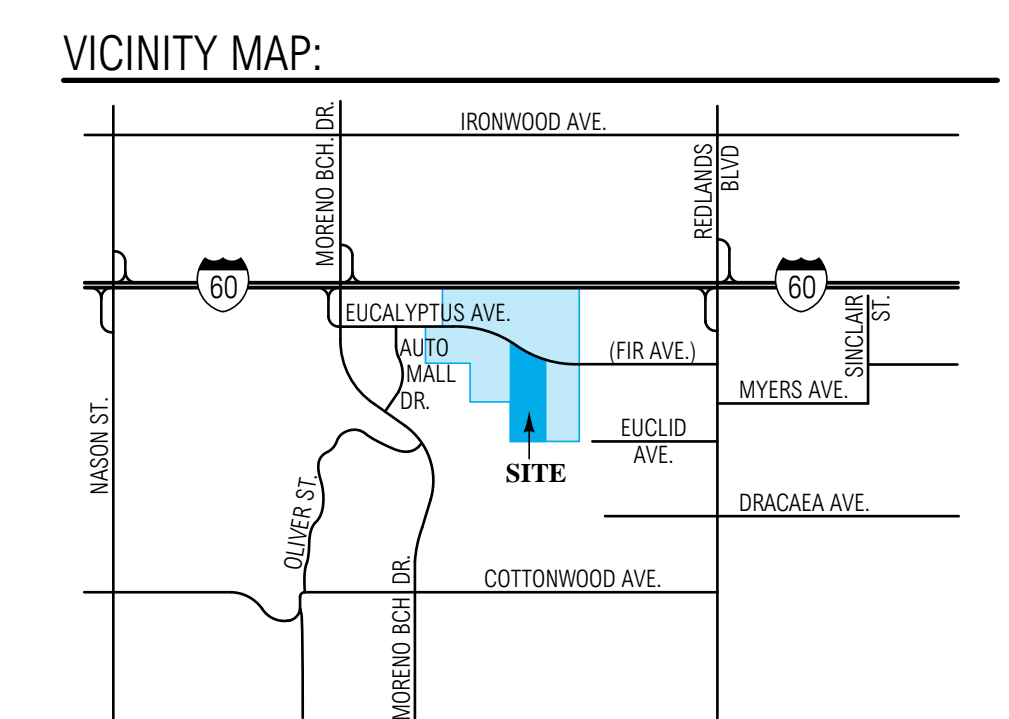 VICINITY MAP:
IRONWOOD AVE.
MORENO BCH. DR.
REDLANDS
BLVD
60
60
EUCALYPTUS AVE.
SINCLAIR
ST.
AUTO
MALL
DR.
(FIR AVE.)
MYERS AVE.
NASON ST.
EUCLID
AVE.
SITE
DRACAEA AVE.
OLIVER ST.
COTTONWOOD AVE.
MORENO BCH DR.